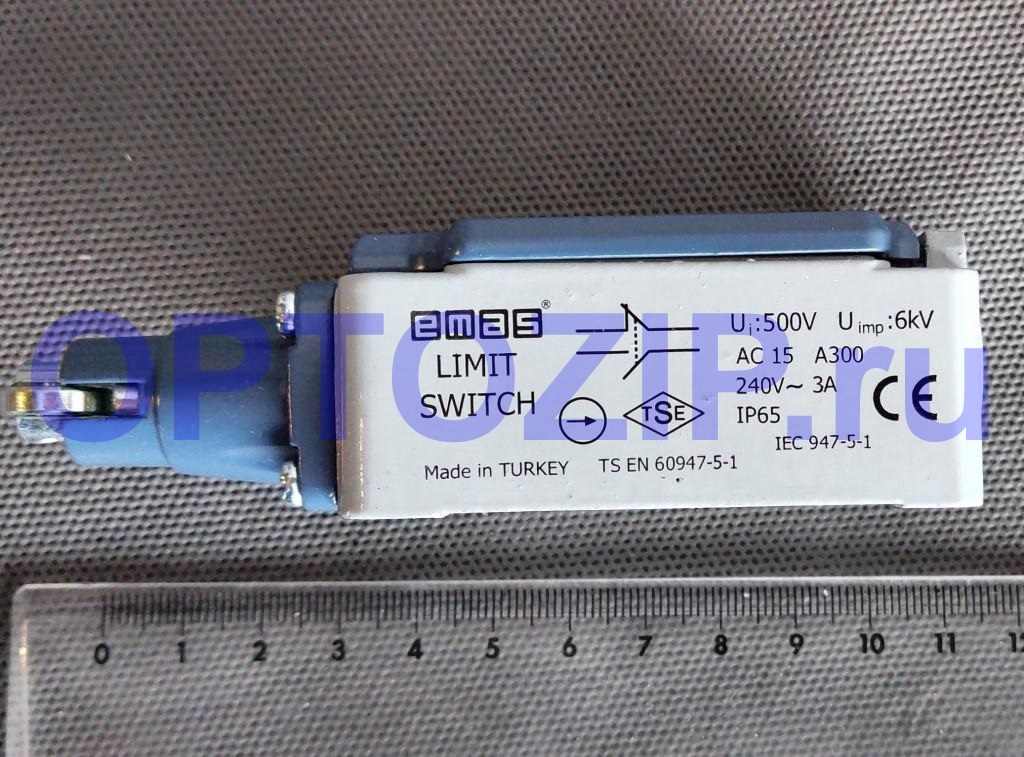 emas®
LIMIT
SWITCH
TSE
Made in TURKEY TS EN 60947-5-1
Ui:500V Uimp:6kV
AC 15 A300
240V~ 3A
IP65
CE
IEC 947-5-1
OPTOZIP.ru
0 1 2 3 4 5 6 7 8 9 10 11 12